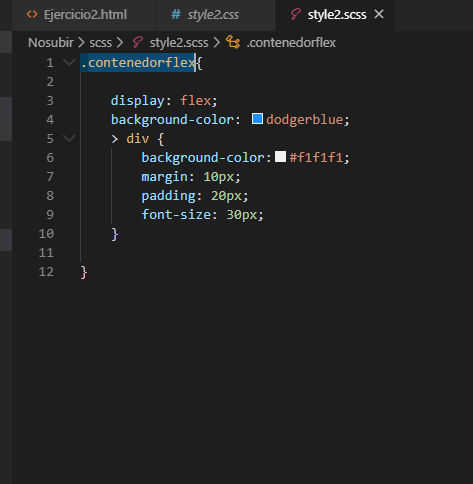 Ejercicio2.html # style2.css style2.scss
Nosubir > scss > style2.scss > .contenedorflex
1 .contenedorflex{
2
3 display: flex;
4 background-color: dodgerblue;
5 > div {
6 background-color: #f1f1f1;
7 margin: 10px;
8 padding: 20px;
9 font-size: 30px;
10 }
11
12 }